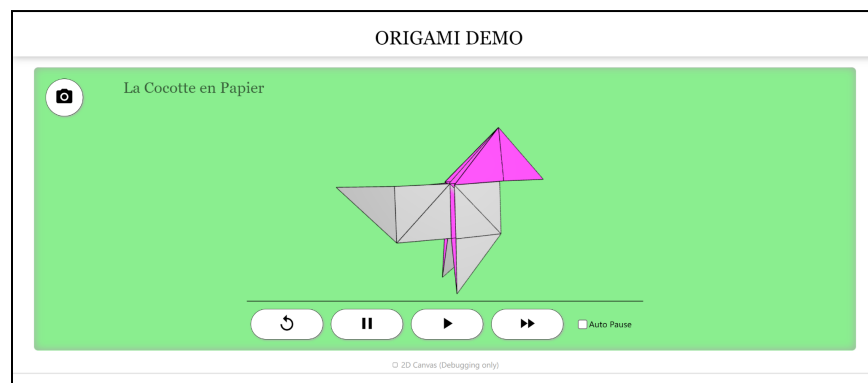 ORIGAMI DEMO
La Cocotte en Papier
Auto Pause
2D Canvas (Debugging only)